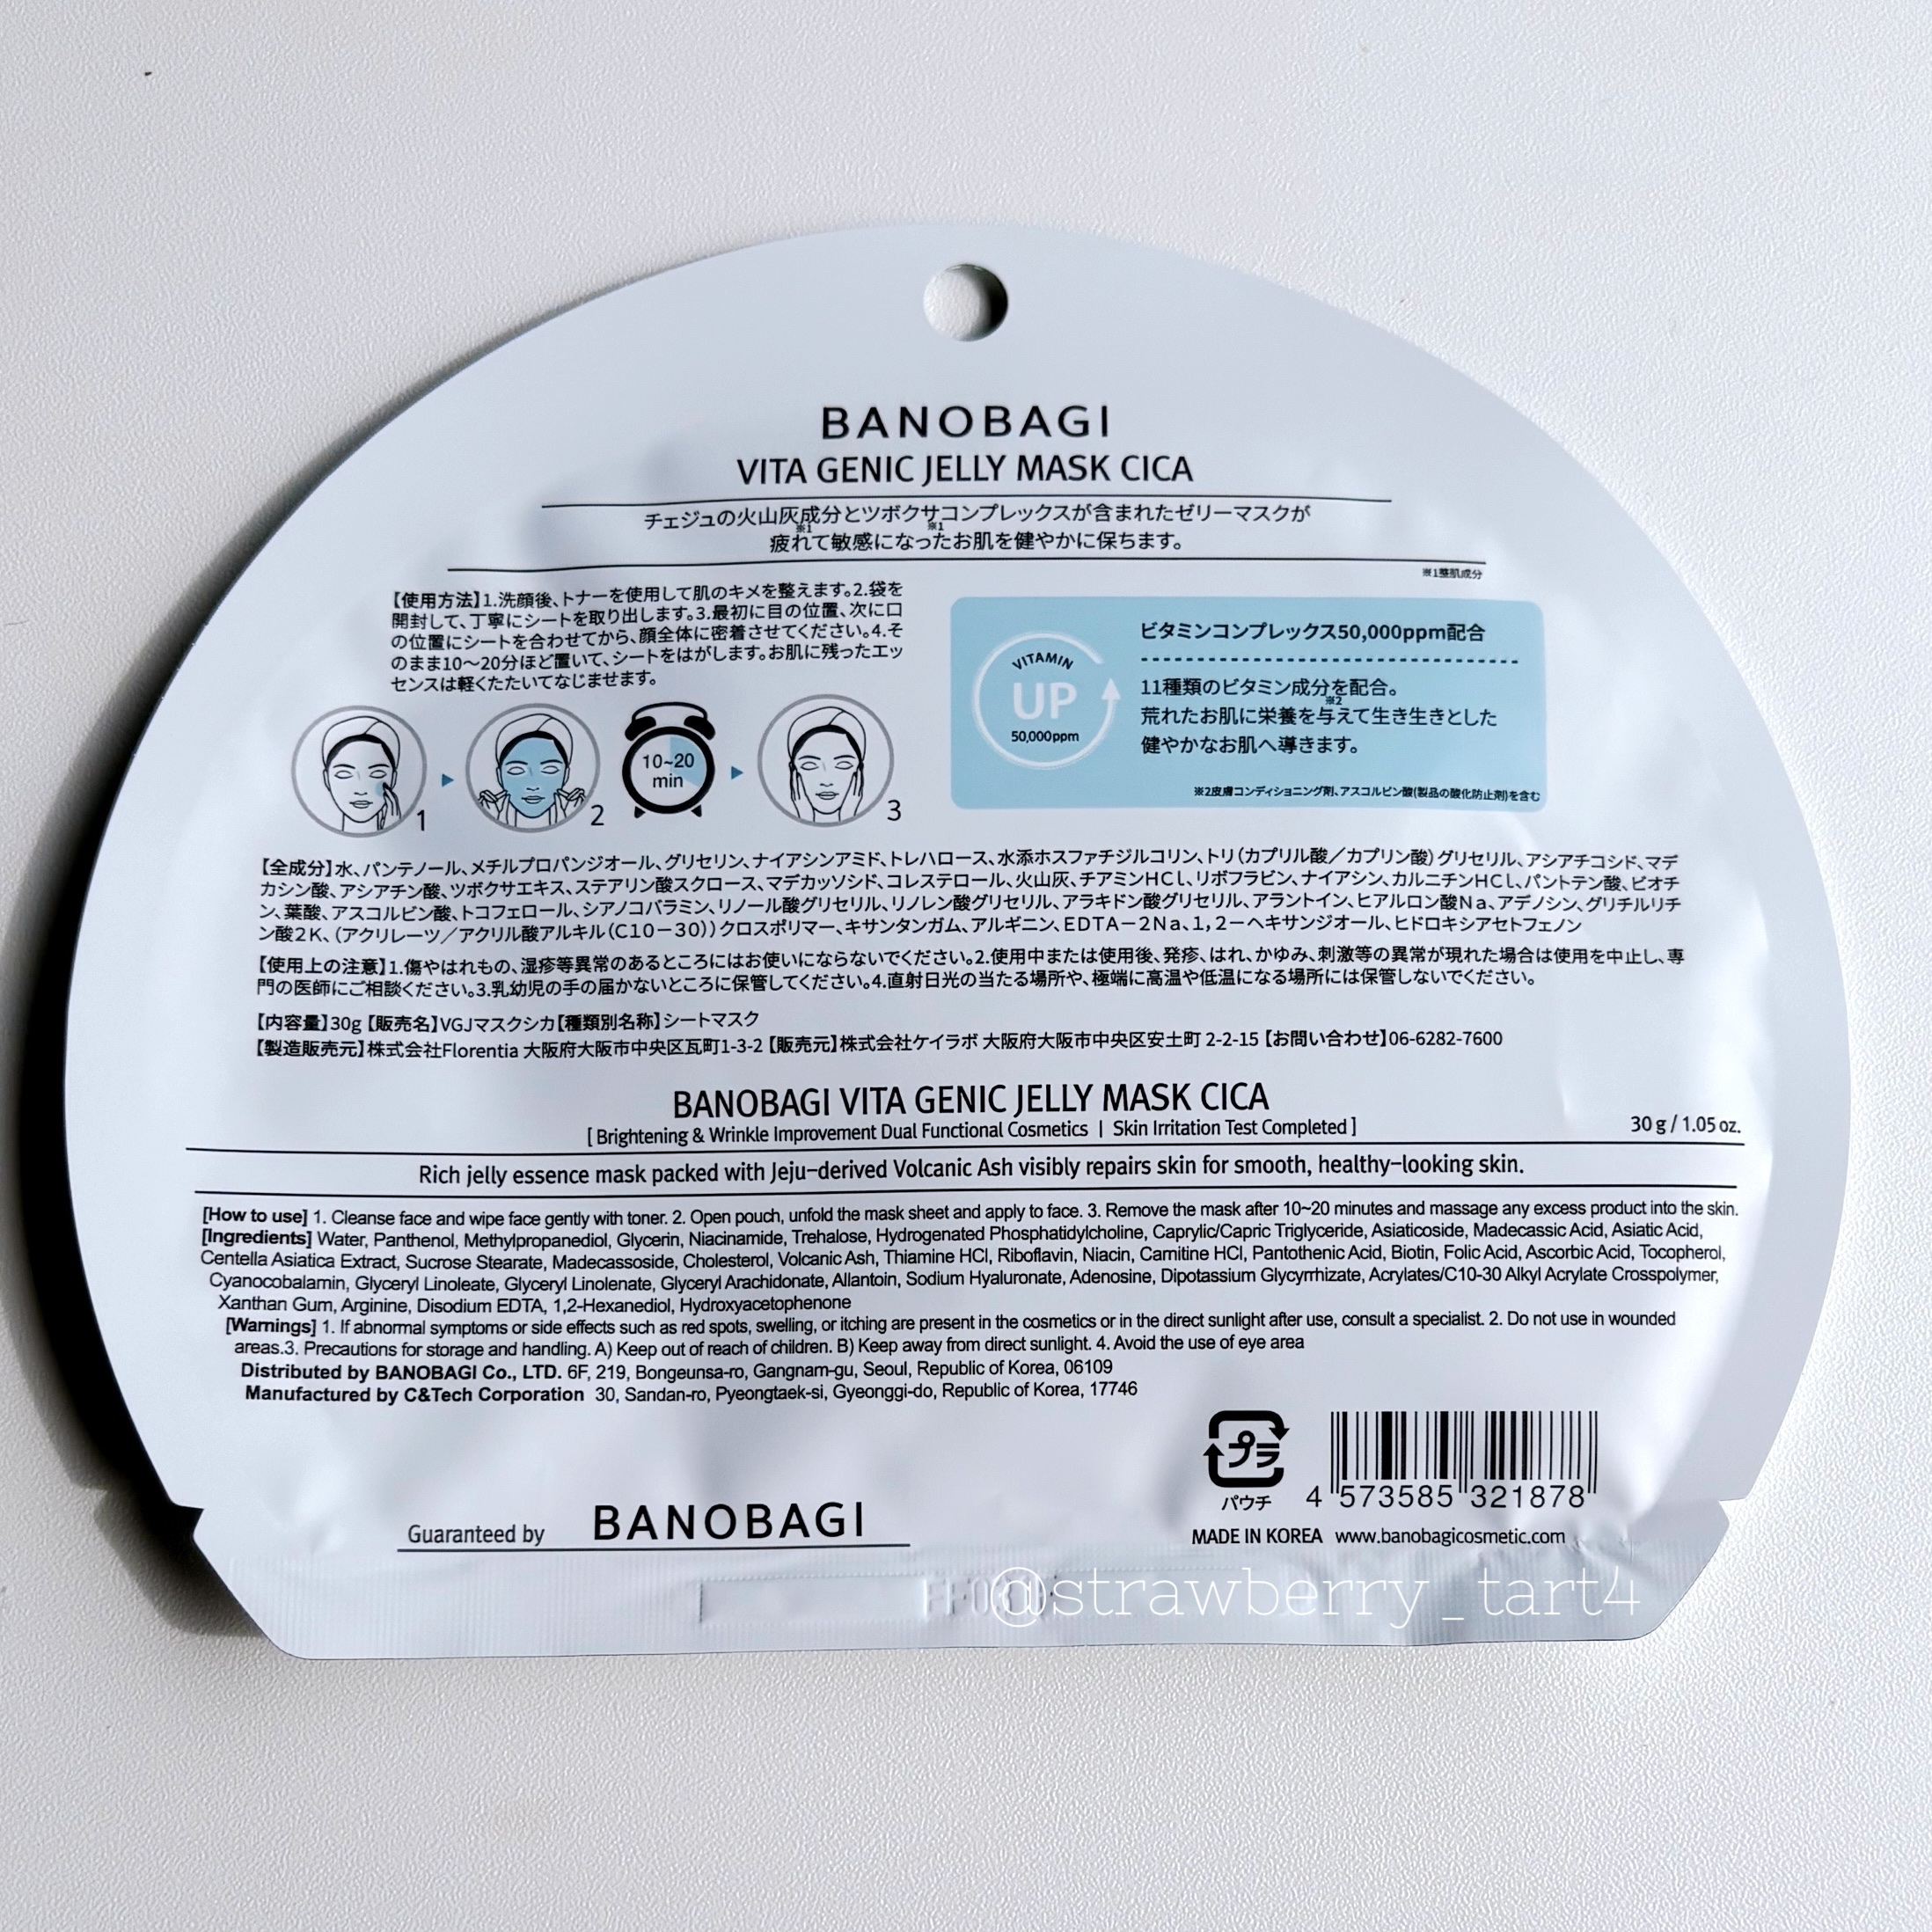 BANOBAGI
VITA GENIC JELLY MASK CICA
チェジュの火山灰成分とツボクサコンプレックスが含まれたゼリーマスクが
※1 ※1
疲れて敏感になったお肌を健やかに保ちます。
※1整肌成分
【使用方法】1.洗顔後、トナーを使用して肌のキメを整えます。2.袋を
開封して、丁寧にシートを取り出します。3.最初に目の位置、次に口
の位置にシートを合わせてから、顔全体に密着させてください。4.そ
のまま10〜20分ほど置いて、シートをはがします。お肌に残ったエッ
センスは軽くたたいてなじませます。
1
2
10~20
min
3
VITAMIN
UP
50,000ppm
ビタミンコンプレックス50,000ppm配合
11種類のビタミン成分を配合。
※2
荒れたお肌に栄養を与えて生き生きとした
健やかなお肌へ導きます。
※2皮膚コンディショニング剤、アスコルビン酸(製品の酸化防止剤)を含む
【全成分】水、パンテノール、メチルプロパンジオール、グリセリン、ナイアシンアミド、トレハロース、水添ホスファチジルコリン、トリ（カプリル酸／カプリン酸）グリセリル、アシアチコシド、マデ
カシン酸、アシアチン酸、ツボクサエキス、ステアリン酸スクロース、マデカッソシド、コレステロール、火山灰、チアミンHCl、リボフラビン、ナイアシン、カルニチンHCl、パントテン酸、ビオチ
ン、葉酸、アスコルビン酸、トコフェロール、シアノコバラミン、リノール酸グリセリル、リノレン酸グリセリル、アラキドン酸グリセリル、アラントイン、ヒアルロン酸Na、アデノシン、グリチルリチ
ン酸2K、（アクリレーツ／アクリル酸アルキル（C10－30））クロスポリマー、キサンタンガム、アルギニン、EDTA－2Na、1，2－ヘキサンジオール、ヒドロキシアセトフェノン
【使用上の注意】1.傷やはれもの、湿疹等異常のあるところにはお使いにならないでください。2.使用中または使用後、発疹、はれ、かゆみ、刺激等の異常が現れた場合は使用を中止し、専
門の医師にご相談ください。3.乳幼児の手の届かないところに保管してください。4.直射日光の当たる場所や、極端に高温や低温になる場所には保管しないでください。
【内容量】30g【販売名】VGJマスクシカ【種類別名称】シートマスク
【製造販売元】株式会社Florentia 大阪府大阪市中央区瓦町1-3-2【販売元】株式会社ケイラボ 大阪府大阪市中央区安土町 2-2-15【お問い合わせ】06-6282-7600
BANOBAGI VITA GENIC JELLY MASK CICA
[ Brightening & Wrinkle Improvement Dual Functional Cosmetics | Skin Irritation Test Completed ]
30 g / 1.05 oz.
Rich jelly essence mask packed with Jeju-derived Volcanic Ash visibly repairs skin for smooth, healthy-looking skin.
[How to use] 1. Cleanse face and wipe face gently with toner. 2. Open pouch, unfold the mask sheet and apply to face. 3. Remove the mask after 10~20 minutes and massage any excess product into the skin.
[Ingredients] Water, Panthenol, Methylpropanediol, Glycerin, Niacinamide, Trehalose, Hydrogenated Phosphatidylcholine, Caprylic/Capric Triglyceride, Asiaticoside, Madecassic Acid, Asiatic Acid,
Centella Asiatica Extract, Sucrose Stearate, Madecassoside, Cholesterol, Volcanic Ash, Thiamine HCl, Riboflavin, Niacin, Carnitine HCl, Pantothenic Acid, Biotin, Folic Acid, Ascorbic Acid, Tocopherol,
Cyanocobalamin, Glyceryl Linoleate, Glyceryl Linolenate, Glyceryl Arachidonate, Allantoin, Sodium Hyaluronate, Adenosine, Dipotassium Glycyrrhizate, Acrylates/C10-30 Alkyl Acrylate Crosspolymer,
Xanthan Gum, Arginine, Disodium EDTA, 1,2-Hexanediol, Hydroxyacetophenone
[Warnings] 1. If abnormal symptoms or side effects such as red spots, swelling, or itching are present in the cosmetics or in the direct sunlight after use, consult a specialist. 2. Do not use in wounded
areas.3. Precautions for storage and handling. A) Keep out of reach of children. B) Keep away from direct sunlight. 4. Avoid the use of eye area
Distributed by BANOBAGI Co., LTD. 6F, 219, Bongeunsa-ro, Gangnam-gu, Seoul, Republic of Korea, 06109
Manufactured by C&Tech Corporation 30, Sandan-ro, Pyeongtaek-si, Gyeonggi-do, Republic of Korea, 17746
プラ
パウチ
4 573585 321878
Guaranteed by BANOBAGI
MADE IN KOREA www.banobagicosmetic.com
@strawberry_tart4